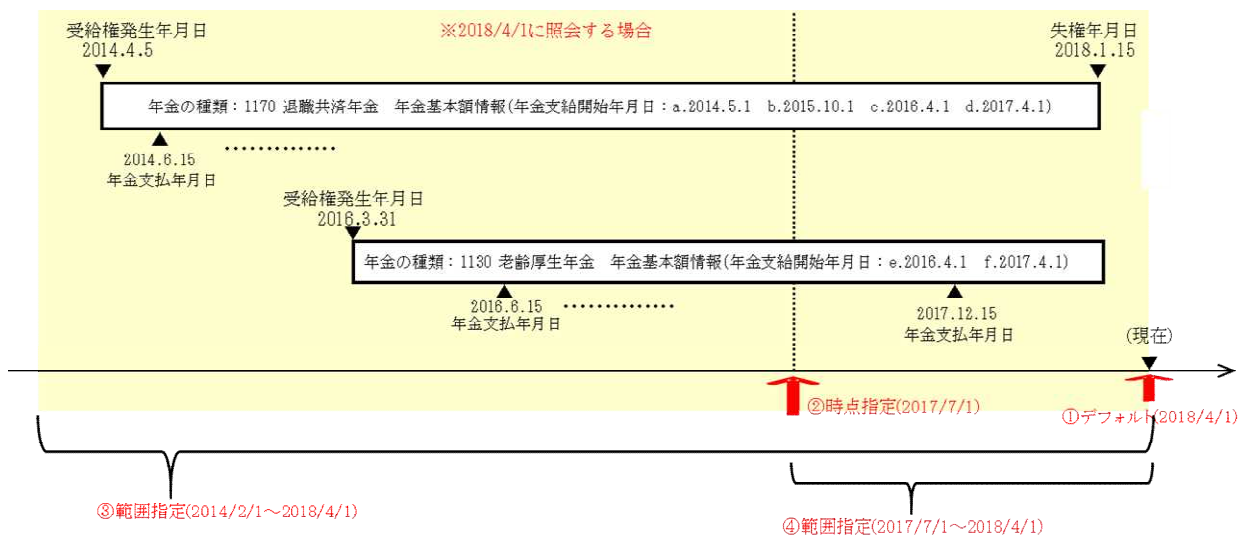 受給権発生年月日
2014.4.5
※2018/4/1に照会する場合
失権年月日
2018.1.15
年金の種類：1170 退職共済年金　年金基本額情報(年金支給開始年月日：a.2014.5.1　b.2015.10.1　c.2016.4.1　d.2017.4.1)
2014.6.15
年金支払年月日
受給権発生年月日
2016.3.31
年金の種類：1130 老齢厚生年金　年金基本額情報(年金支給開始年月日：e.2016.4.1　f.2017.4.1)
2016.6.15
年金支払年月日
2017.12.15
年金支払年月日
(現在)
②時点指定(2017/7/1)
①デフォルト(2018/4/1)
③範囲指定(2014/2/1～2018/4/1)
④範囲指定(2017/7/1～2018/4/1)